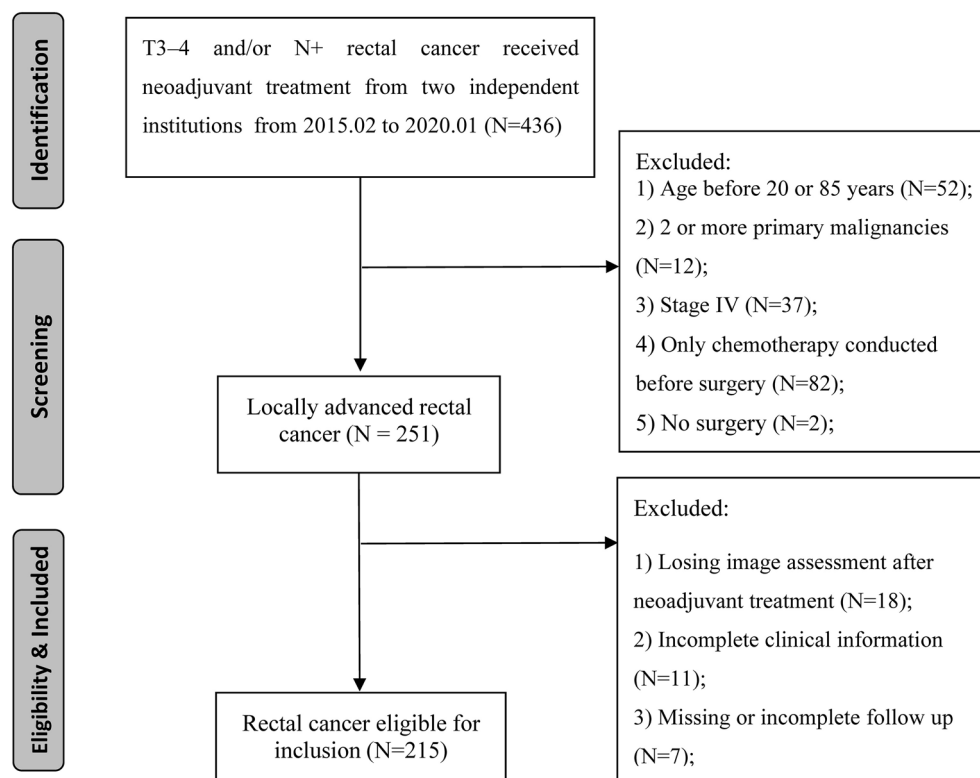 Identification
T3–4 and/or N+ rectal cancer received
neoadjuvant treatment from two independent
institutions from 2015.02 to 2020.01 (N=436)
Excluded:
1) Age before 20 or 85 years (N=52);
2) 2 or more primary malignancies
(N=12);
3) Stage IV (N=37);
4) Only chemotherapy conducted
before surgery (N=82);
5) No surgery (N=2);
Screening
Locally advanced rectal
cancer (N = 251)
Excluded:
1) Losing image assessment after
neoadjuvant treatment (N=18);
2) Incomplete clinical information
(N=11);
3) Missing or incomplete follow up
(N=7);
Eligibility & Included
Rectal cancer eligible for
inclusion (N=215)